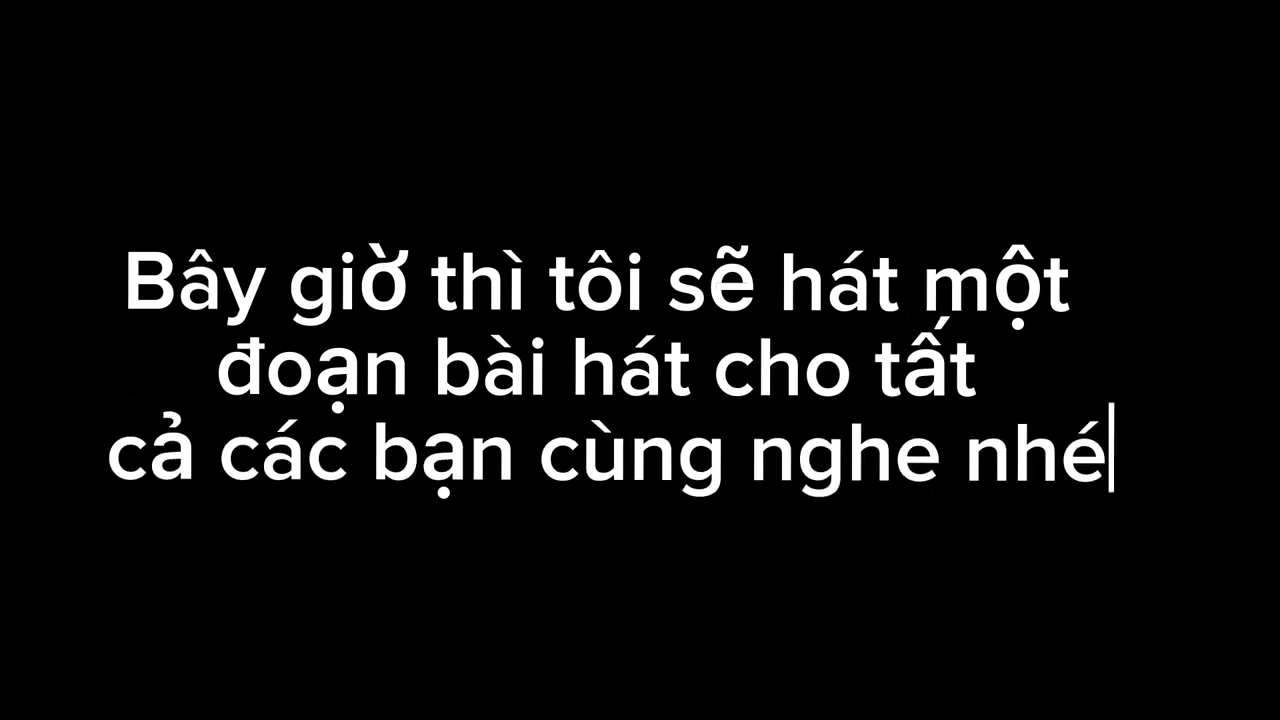 Bây giờ thì tôi sẽ hát một
đoạn bài hát cho tất
cả các bạn cùng nghe nhé